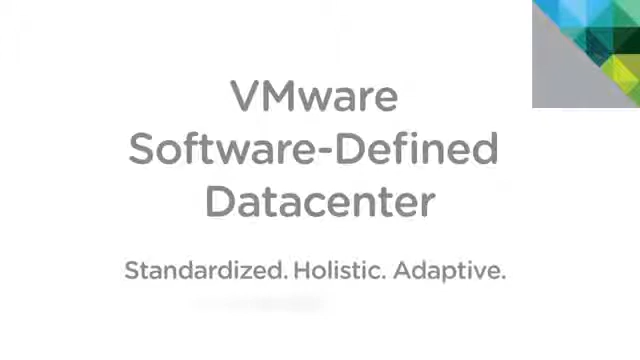 VMware
Software-Defined
Datacenter
Standardized. Holistic. Adaptive.